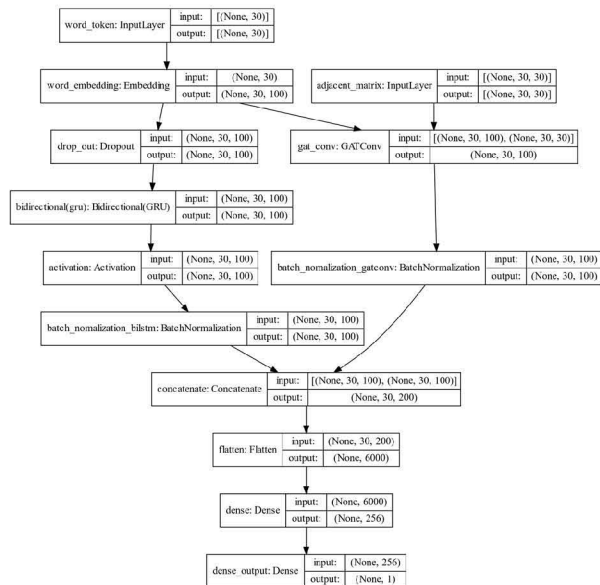 word_token: InputLayer input: [(None, 30)]
output: [(None, 30)]
word_embedding: Embedding input: (None, 30)
output: (None, 30, 100)
adjacent_matrix: InputLayer input: [(None, 30, 30)]
output: [(None, 30, 30)]
drop_out: Dropout input: (None, 30, 100)
output: (None, 30, 100)
gat_conv: GATConv input: [(None, 30, 100), (None, 30, 30)]
output: (None, 30, 100)
bidirectional(gru): Bidirectional(GRU) input: (None, 30, 100)
output: (None, 30, 100)
activation: Activation input: (None, 30, 100)
output: (None, 30, 100)
batch_nomalization_gatconv: BatchNormalization input: (None, 30, 100)
output: (None, 30, 100)
batch_nomalization_bilstm: BatchNormalization input: (None, 30, 100)
output: (None, 30, 100)
concatenate: Concatenate input: [(None, 30, 100), (None, 30, 100)]
output: (None, 30, 200)
flatten: Flatten input: (None, 30, 200)
output: (None, 6000)
dense: Dense input: (None, 6000)
output: (None, 256)
dense_output: Dense input: (None, 256)
output: (None, 1)